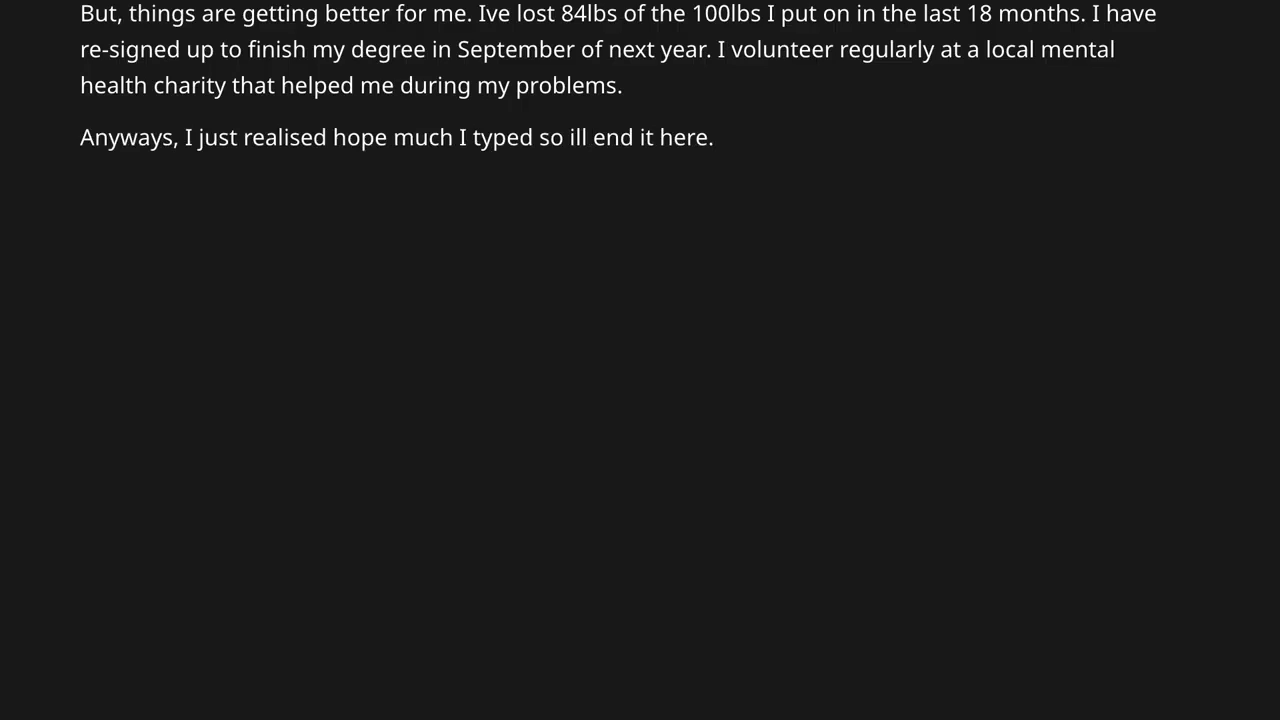 But, things are getting better for me. Ive lost 84lbs of the 100lbs I put on in the last 18 months. I have
re-signed up to finish my degree in September of next year. I volunteer regularly at a local mental
health charity that helped me during my problems.
Anyways, I just realised hope much I typed so ill end it here.